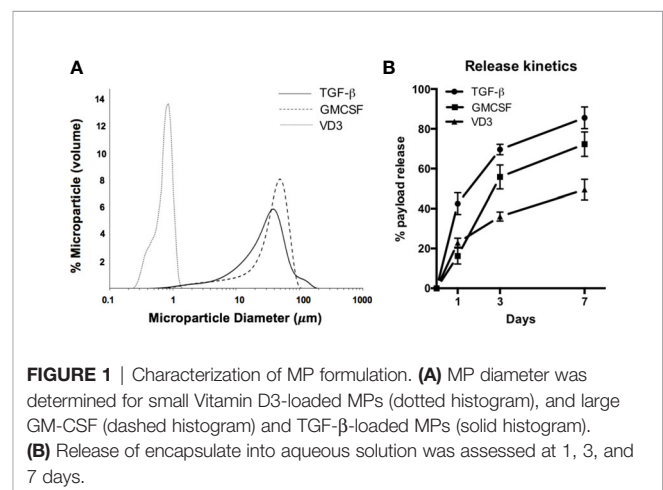 A
% Microparticle (volume)
14
12
10
8
6
4
2
0.1 1 10 100 1000
Microparticle Diameter (μm)
TGF-β
GMCSF
VD3
B
Release kinetics
% payload release
100
80
60
40
20
0
TGF-β
GMCSF
VD3
1 3 7
Days
FIGURE 1 | Characterization of MP formulation. (A) MP diameter was
determined for small Vitamin D3-loaded MPs (dotted histogram), and large
GM-CSF (dashed histogram) and TGF-β-loaded MPs (solid histogram).
(B) Release of encapsulate into aqueous solution was assessed at 1, 3, and
7 days.